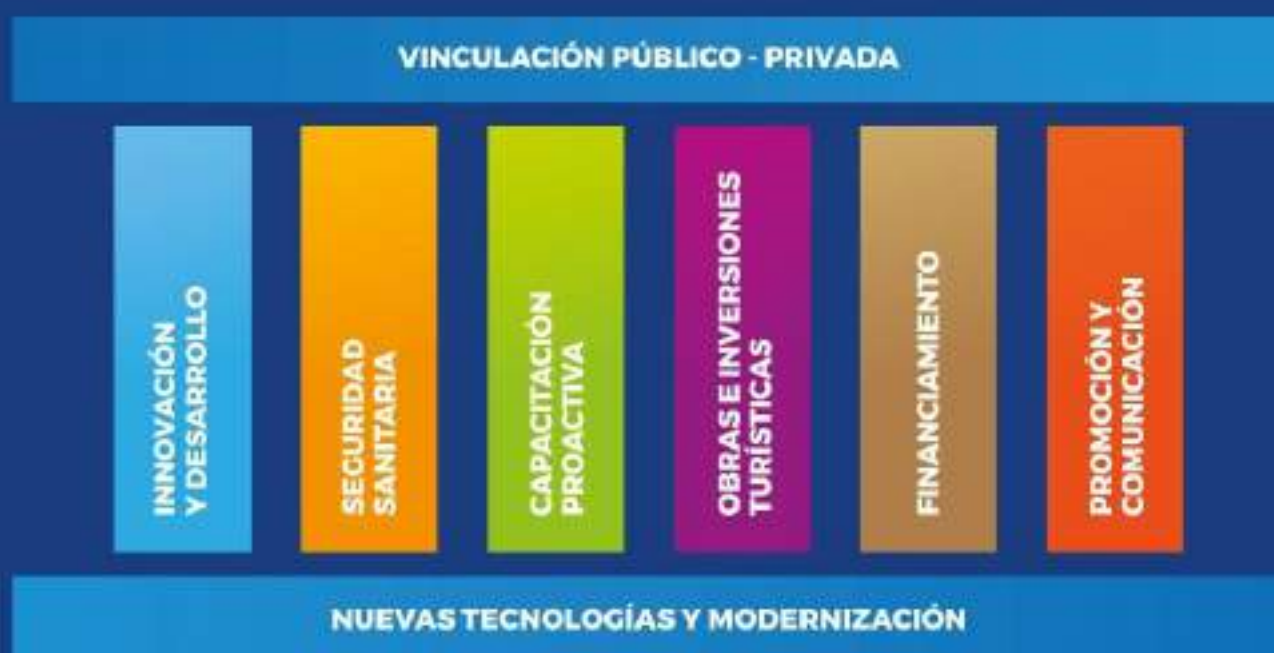 VINCULACIÓN PÚBLICO - PRIVADA
INNOVACIÓN
Y DESARROLLO
SEGURIDAD
SANITARIA
CAPACITACIÓN
PROACTIVA
OBRAS E INVERSIONES
TURÍSTICAS
FINANCIAMIENTO
PROMOCIÓN Y
COMUNICACIÓN
NUEVAS TECNOLOGÍAS Y MODERNIZACIÓN